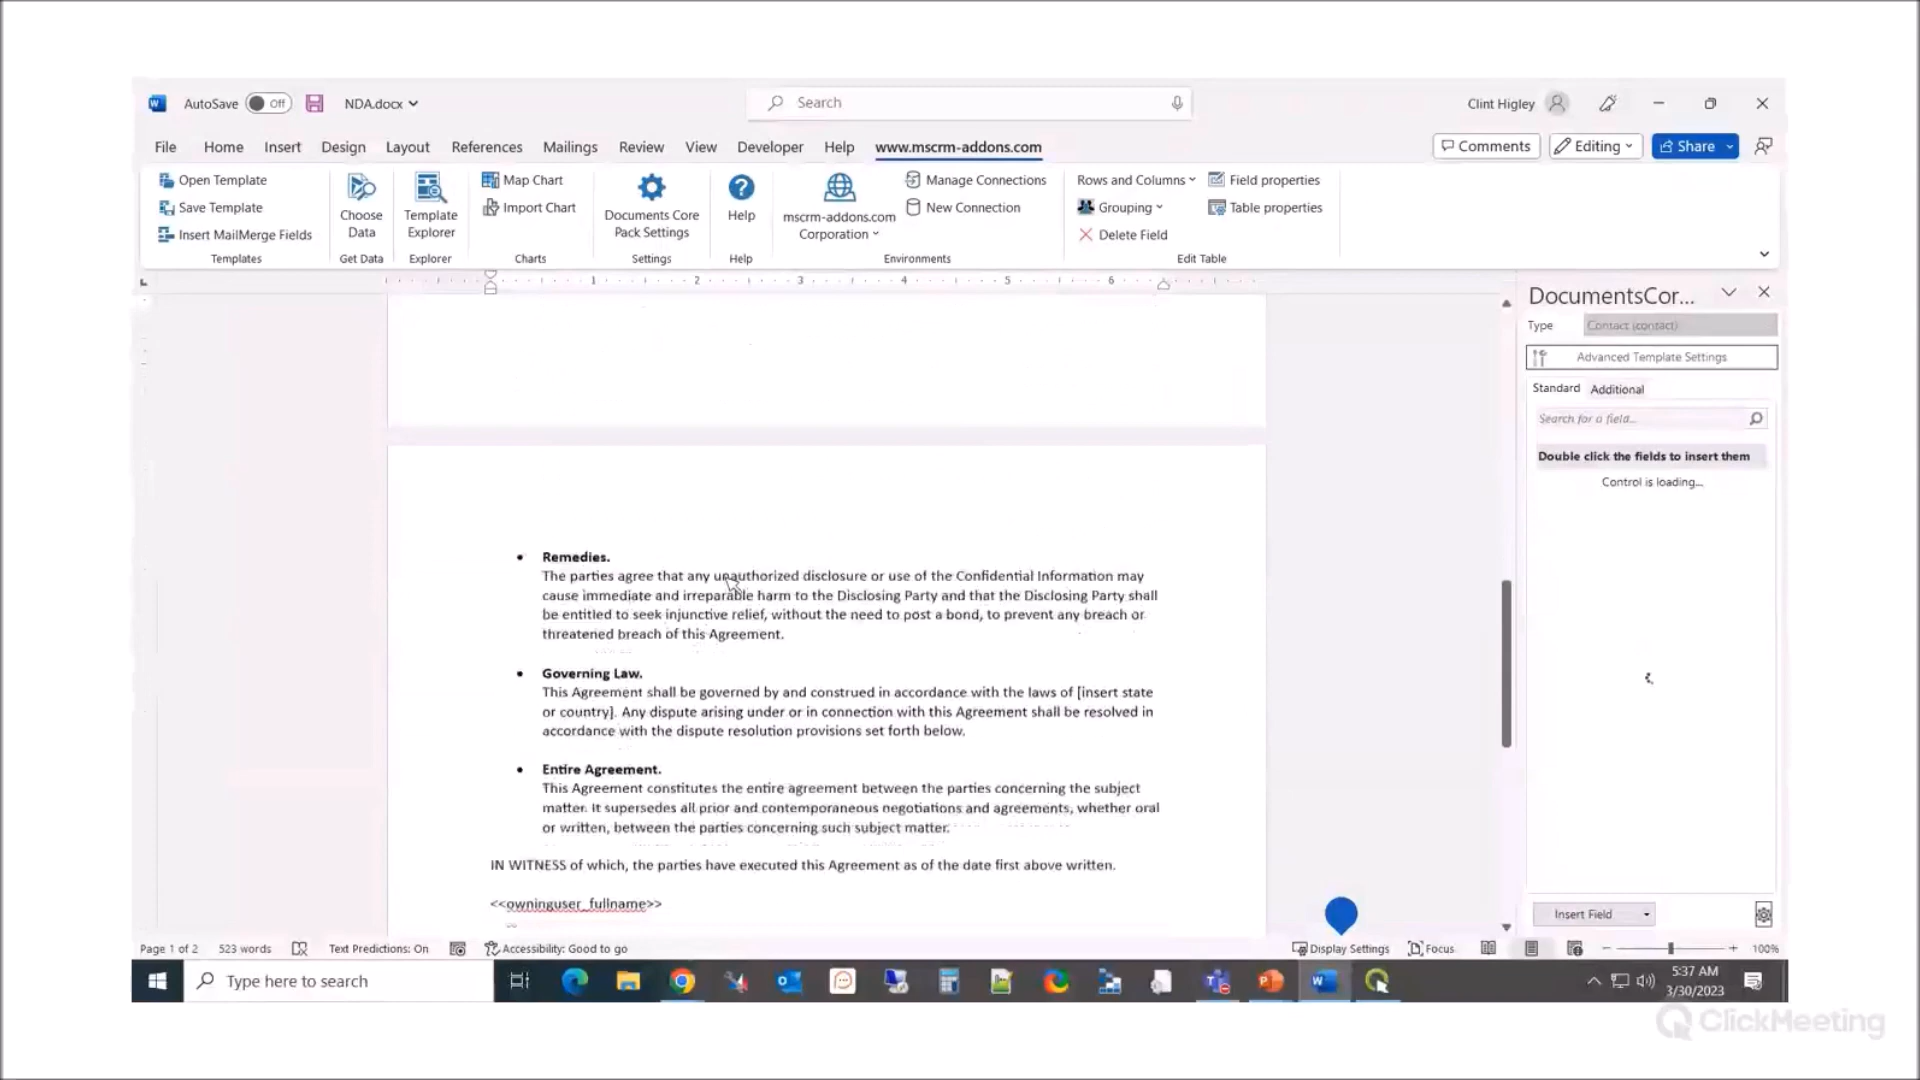 AutoSave Off NDA.docx Search Clint Higley
File Home Insert Design Layout References Mailings Review View Developer Help www.mscrm-addons.com Comments Editing Share
Open Template
Save Template
Insert MailMerge Fields
Templates
Choose
Data
Get Data
Template
Explorer
Explorer
Map Chart
Import Chart
Charts
Documents Core
Pack Settings
Settings
Help
Help
mscrm-addons.com
Corporation
Manage Connections
New Connection
Environments
Rows and Columns
Grouping
Delete Field
Field properties
Table properties
Edit Table
1 2 3 4 5 6
Remedies.
The parties agree that any unauthorized disclosure or use of the Confidential Information may
cause immediate and irreparable harm to the Disclosing Party and that the Disclosing Party shall
be entitled to seek injunctive relief, without the need to post a bond, to prevent any breach or
threatened breach of this Agreement.
Governing Law.
This Agreement shall be governed by and construed in accordance with the laws of [insert state
or country]. Any dispute arising under or in connection with this Agreement shall be resolved in
accordance with the dispute resolution provisions set forth below.
Entire Agreement.
This Agreement constitutes the entire agreement between the parties concerning the subject
matter. It supersedes all prior and contemporaneous negotiations and agreements, whether oral
or written, between the parties concerning such subject matter.
IN WITNESS of which, the parties have executed this Agreement as of the date first above written.
<<owninguser_fullname>>
DocumentsCor...
Type Contact (contact)
Advanced Template Settings
Standard Additional
Search for a field...
Double click the fields to insert them
Control is loading...
Insert Field
Page 1 of 2 523 words Text Predictions: On Accessibility: Good to go Display Settings Focus 100%
Type here to search
5:37 AM
3/30/2023
ClickMeeting